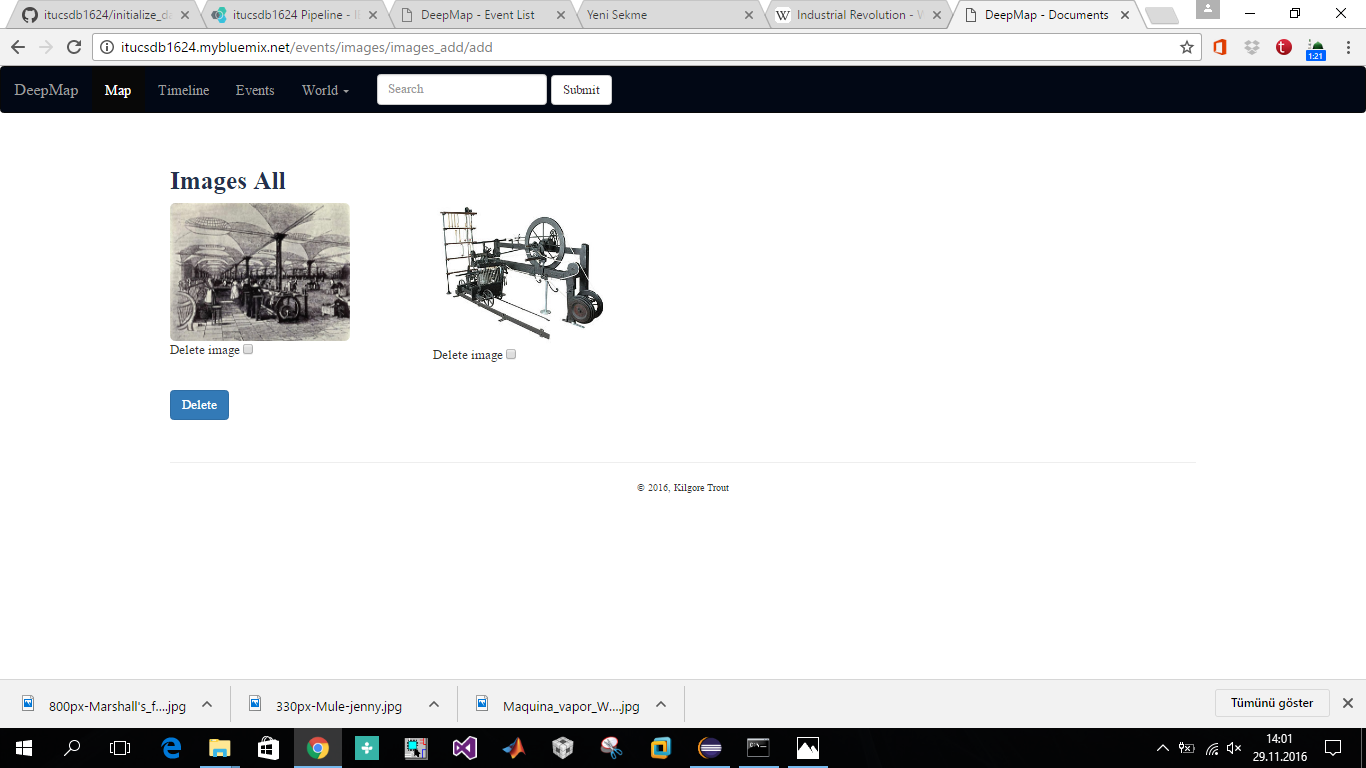 itucsdb1624/initialize_da
itucsdb1624 Pipeline - I
DeepMap - Event List
Yeni Sekme
Industrial Revolution - W
DeepMap - Documents
itucsdb1624.mybluemix.net/events/images/images_add/add
1:21
DeepMap Map Timeline Events World Search Submit
Images All
Delete image
Delete image
Delete
© 2016, Kilgore Trout
800px-Marshall's_f....jpg
330px-Mule-jenny.jpg
Maquina_vapor_W....jpg
Tümünü göster
14:01
29.11.2016